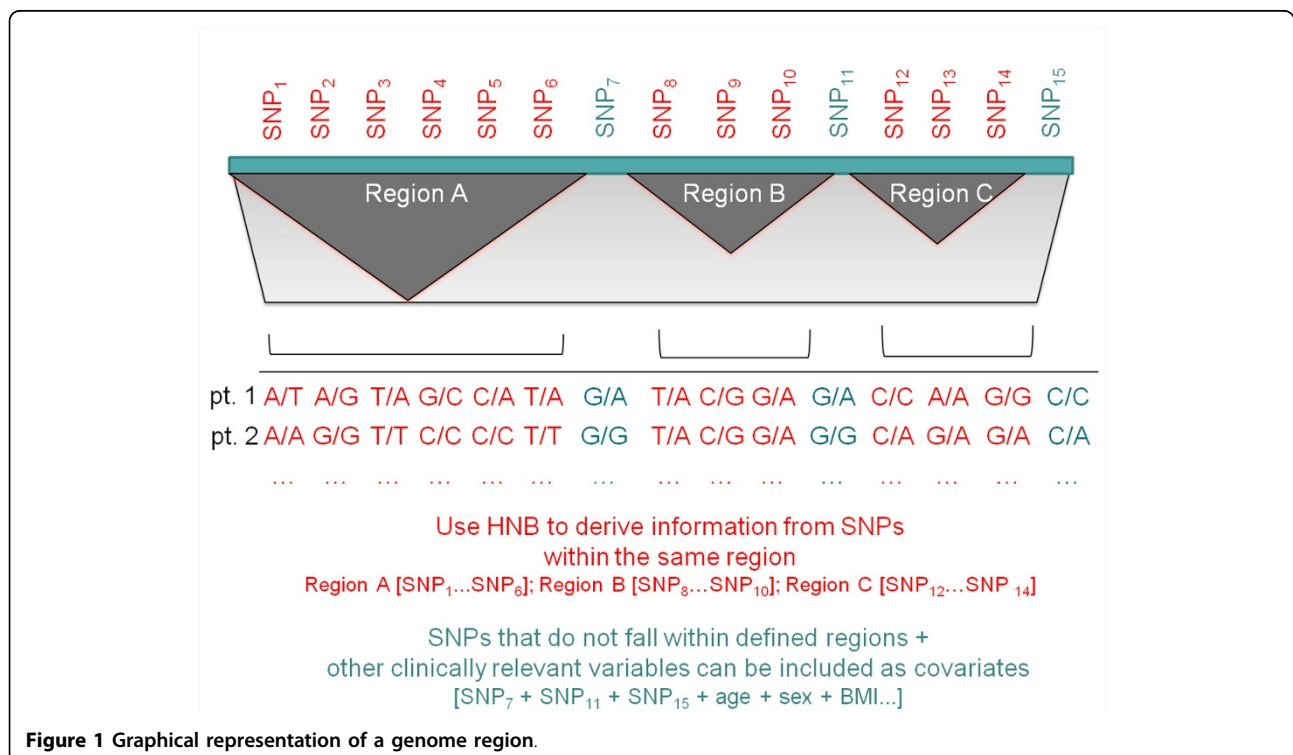 SNP₁ SNP₂ SNP₃ SNP₄ SNP₅ SNP₆ SNP₇ SNP₈ SNP₉ SNP₁₀ SNP₁₁ SNP₁₂ SNP₁₃ SNP₁₄ SNP₁₅
Region A Region B Region C
pt. 1 A/T A/G T/A G/C C/A T/A G/A T/A C/G G/A G/A C/C A/A G/G C/C
pt. 2 A/A G/G T/T C/C C/C T/T G/G T/A C/G G/A G/G C/A G/A G/A C/A
... ... ... ... ... ... ... ... ... ... ... ... ... ... ...
Use HNB to derive information from SNPs
within the same region
Region A [SNP₁...SNP₆]; Region B [SNP₈...SNP₁₀]; Region C [SNP₁₂...SNP ₁₄]
SNPs that do not fall within defined regions +
other clinically relevant variables can be included as covariates
[SNP₇ + SNP₁₁ + SNP₁₅ + age + sex + BMI...]
Figure 1 Graphical representation of a genome region.